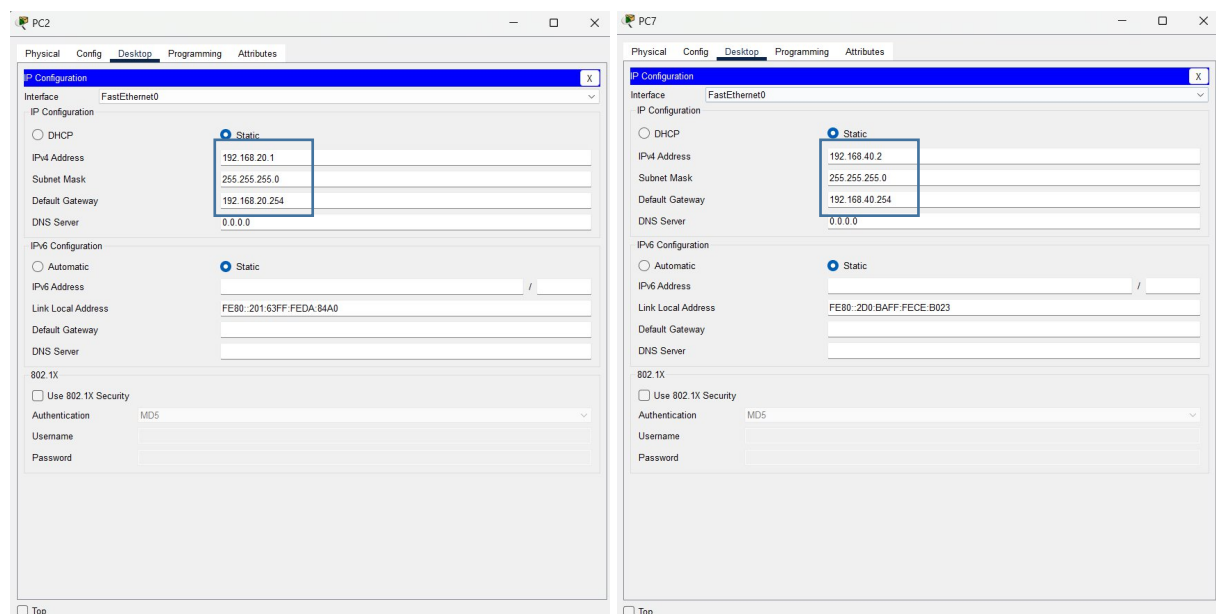 PC2
Physical Config Desktop Programming Attributes
IP Configuration X
Interface FastEthernet0
IP Configuration
DHCP Static
IPv4 Address 192.168.20.1
Subnet Mask 255.255.255.0
Default Gateway 192.168.20.254
DNS Server 0.0.0.0
IPv6 Configuration
Automatic Static
IPv6 Address /
Link Local Address FE80::201:63FF:FEDA:84A0
Default Gateway
DNS Server
802.1X
Use 802.1X Security
Authentication MD5
Username
Password
Top
PC7
Physical Config Desktop Programming Attributes
IP Configuration X
Interface FastEthernet0
IP Configuration
DHCP Static
IPv4 Address 192.168.40.2
Subnet Mask 255.255.255.0
Default Gateway 192.168.40.254
DNS Server 0.0.0.0
IPv6 Configuration
Automatic Static
IPv6 Address /
Link Local Address FE80::2D0:BAFF:FECE:B023
Default Gateway
DNS Server
802.1X
Use 802.1X Security
Authentication MD5
Username
Password
Top